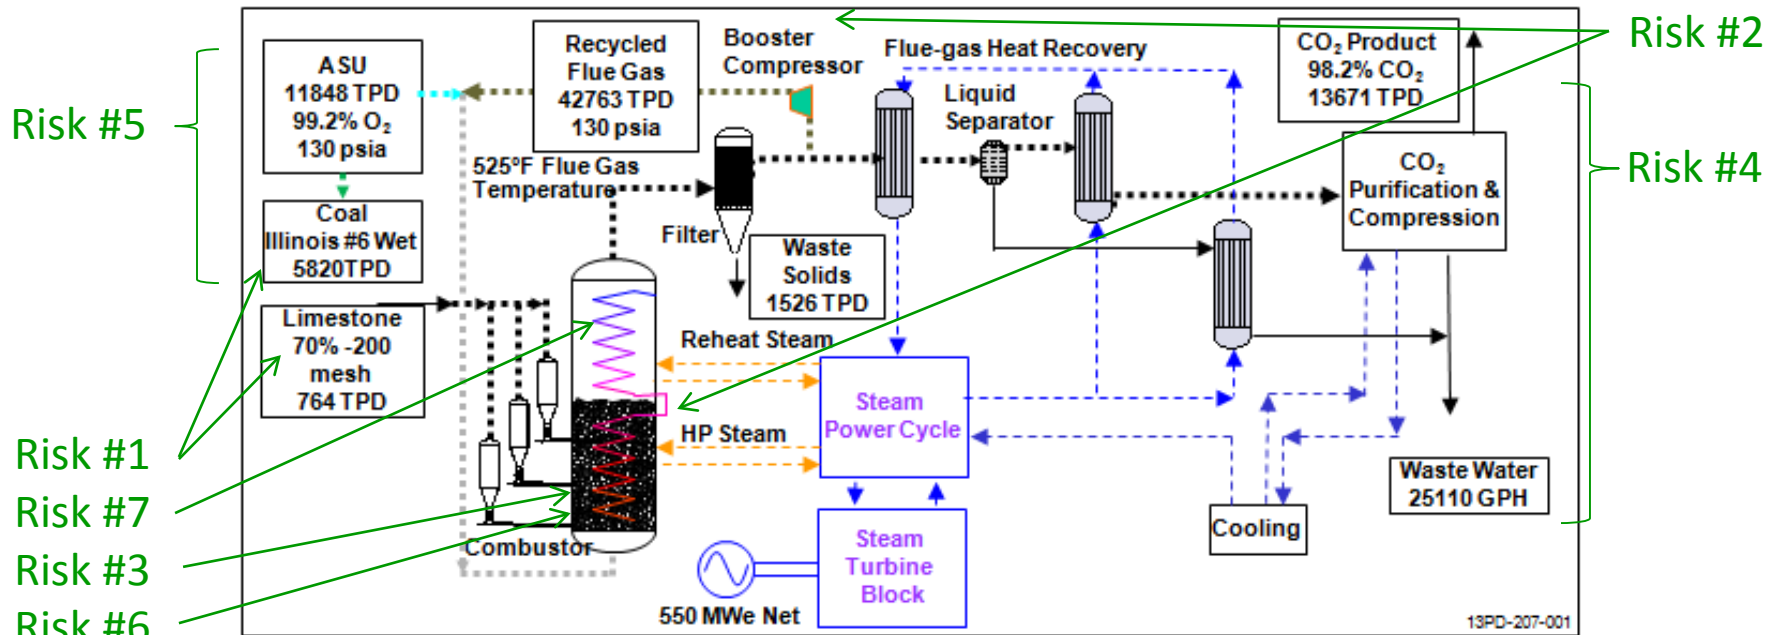 Risk #5
ASU
11848 TPD
99.2% O₂
130 psia
Coal
Illinois #6 Wet
5820TPD
Limestone
70% -200
mesh
764 TPD
Risk #1
Risk #7
Risk #3
Risk #6
Recycled
Flue Gas
42763 TPD
130 psia
525ºF Flue Gas
Temperature
Booster
Compressor
Filter
Waste
Solids
1526 TPD
Flue-gas Heat Recovery
Liquid
Separator
CO₂ Product
98.2% CO₂
13671 TPD
CO₂
Purification &
Compression
Risk #2
Risk #4
Reheat Steam
HP Steam
Steam
Power Cycle
Combustor
Steam
Turbine
Block
550 MWe Net
Cooling
Waste Water
25110 GPH
13PD-207-001